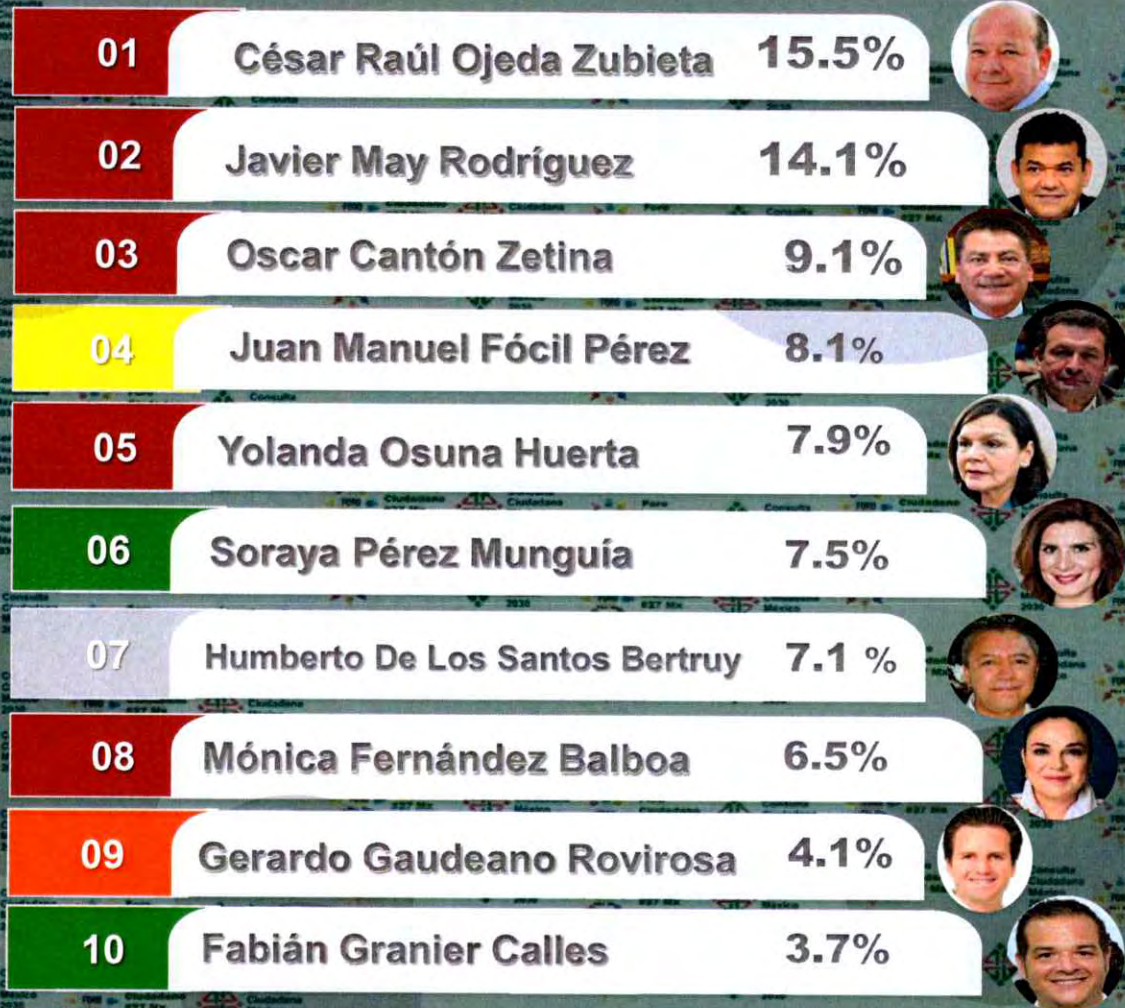 01 César Raúl Ojeda Zubieta 15.5%
02 Javier May Rodríguez 14.1%
03 Oscar Cantón Zetina 9.1%
04 Juan Manuel Fócil Pérez 8.1%
05 Yolanda Osuna Huerta 7.9%
06 Soraya Pérez Munguía 7.5%
07 Humberto De Los Santos Bertruy 7.1 %
08 Mónica Fernández Balboa 6.5%
09 Gerardo Gaudeano Rovirosa 4.1%
10 Fabián Granier Calles 3.7%